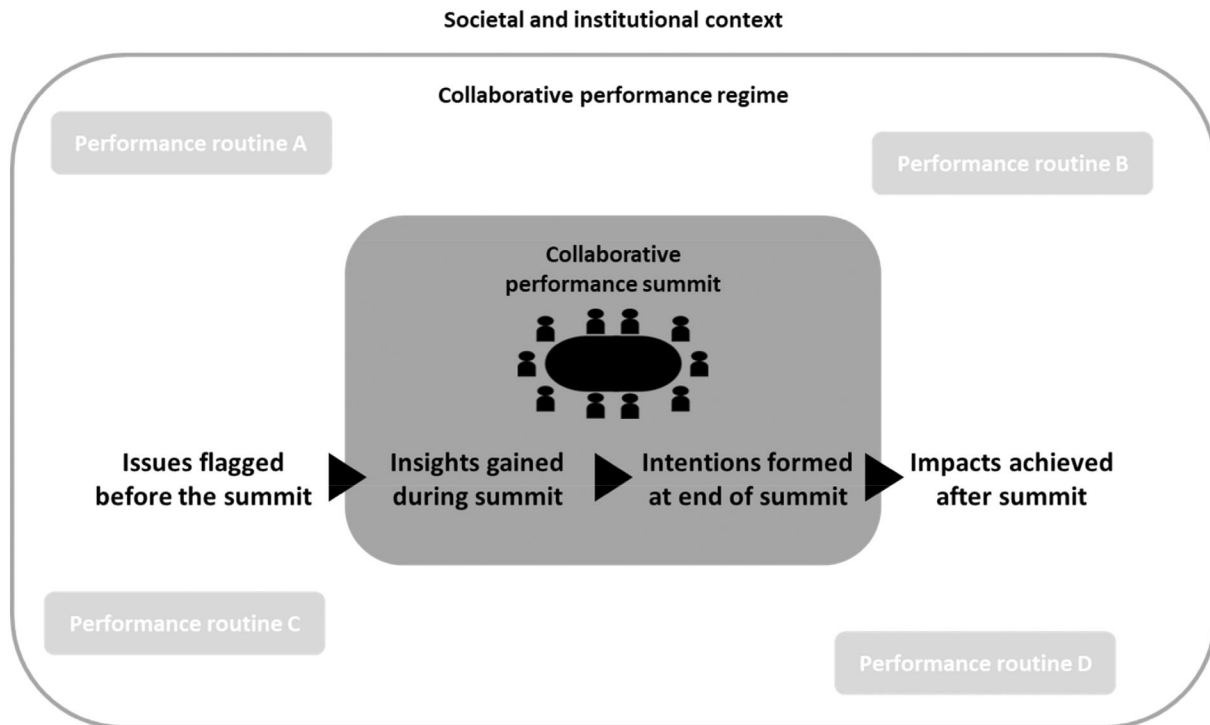 Societal and institutional context
Collaborative performance regime
Performance routine A
Performance routine B
Collaborative
performance summit
Issues flagged
before the summit
Insights gained
during summit
Intentions formed
at end of summit
Impacts achieved
after summit
Performance routine C
Performance routine D